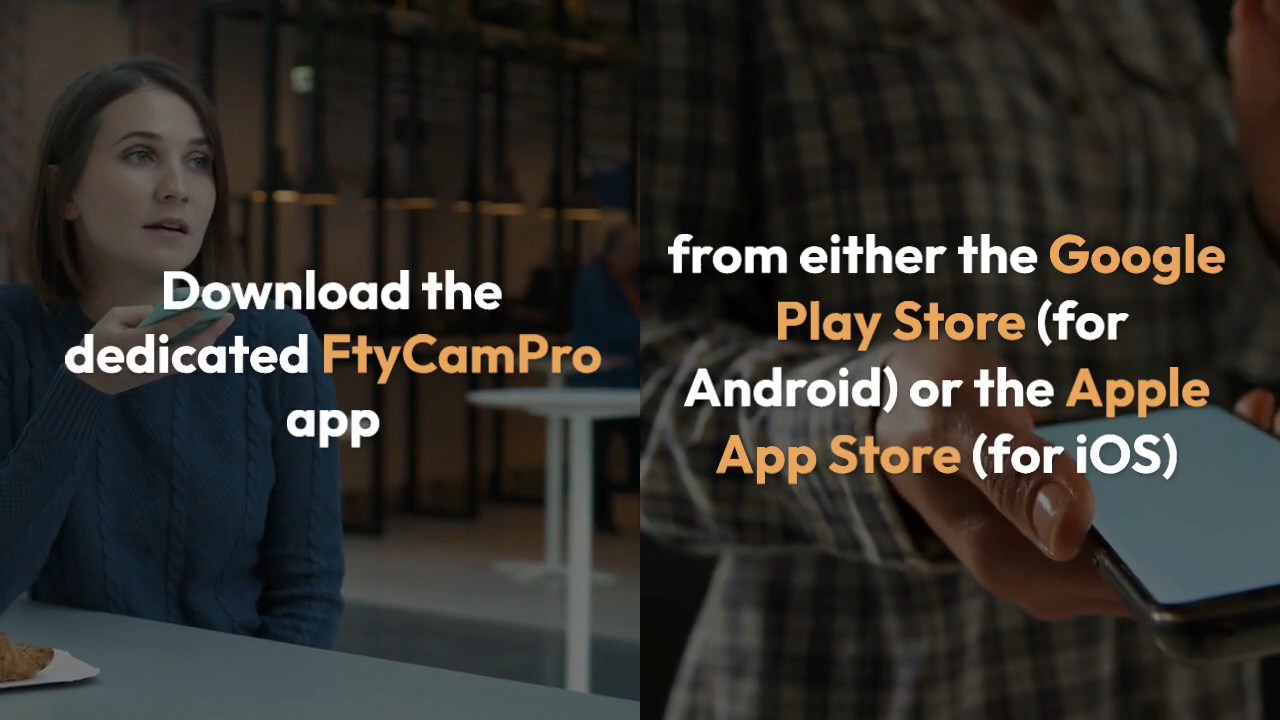 Download the
dedicated FtyCamPro
app
from either the Google
Play Store (for
Android) or the Apple
App Store (for iOS)